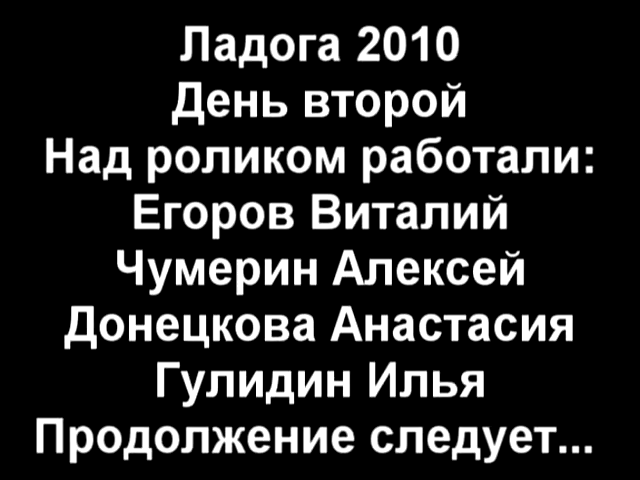 Ладога 2010
День второй
Над роликом работали:
Егоров Виталий
Чумерин Алексей
Донецкова Анастасия
Гулидин Илья
Продолжение следует...